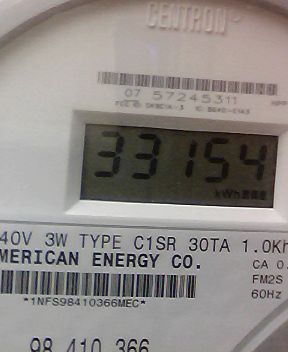 CENTRON
07 57245311
33154
kWh
40V 3W TYPE C1SR 30TA 1.0Kh
MERICAN ENERGY CO.
CA 0.
FM2S
60Hz
*1NFS98410366MEC*
98 410 366